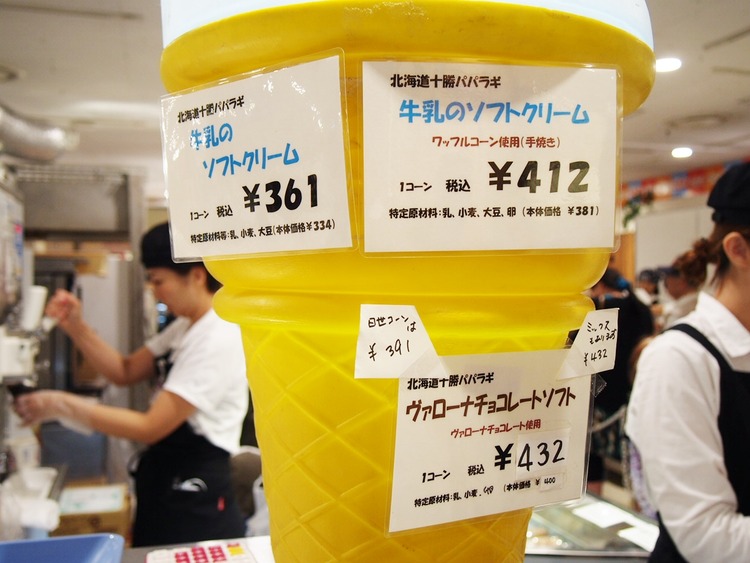 北海道十勝パパラギ
牛乳の
ソフトクリーム
1コーン 税込 ¥361
特定原材料等:乳、小麦、大豆(本体価格¥334)
北海道十勝パパラギ
牛乳のソフトクリーム
ワッフルコーン使用(手焼き)
1コーン 税込 ¥412
特定原材料:乳、小麦、大豆、卵 (本体価格 ¥381)
日世コーン
は
¥391
ミックス
もあります
¥432
北海道十勝パパラギ
ヴァローナチョコレートソフト
ヴァローナチョコレート使用
1コーン 税込 ¥432
特定原材料:乳、小麦、 (本体価格 ¥400